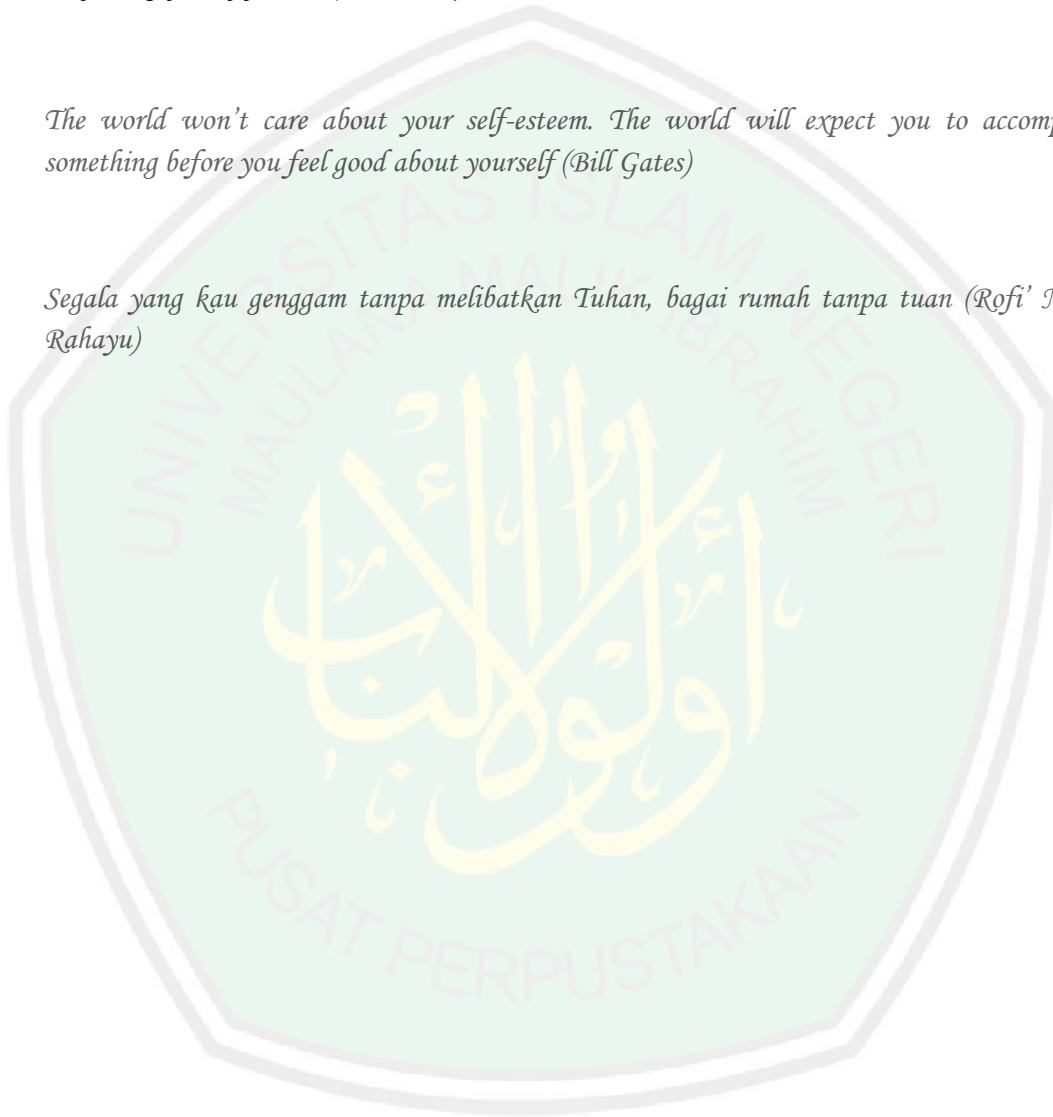 The world won't care about your self-esteem. The world will expect you to
something before you feel good about yourself (Bill Gates)
Segala yang kau genggam tanpa melibatkan Tuhan, bagai rumah tanpa tuan (Rofi'
Rahayu)
UNIVERSITAS ISLAM NEGERI
MAULANA MALIK IBRAHIM
أولو الألباب
PUSAT PERPUSTAKAAN